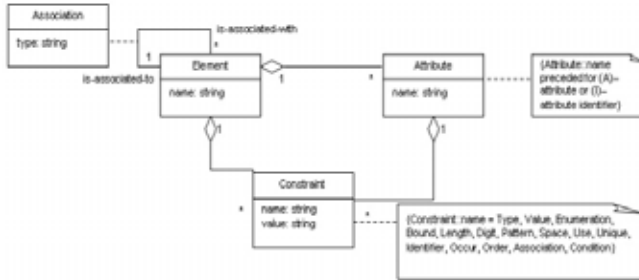 Association
type: string
is-associated-with
*
1
is-associated-to
Element
name: string
1
*
Attribute
name: string
{Attribute::name
preceded for (A)–
attribute or (I)–
attribute identifier}
1
1
Constraint
name: string
value: string
*
*
{Constraint::name = Type, Value, Enumeration,
Bound, Length, Digit, Pattern, Space, Use, Unique,
Identifier, Occur, Order, Association, Condition}